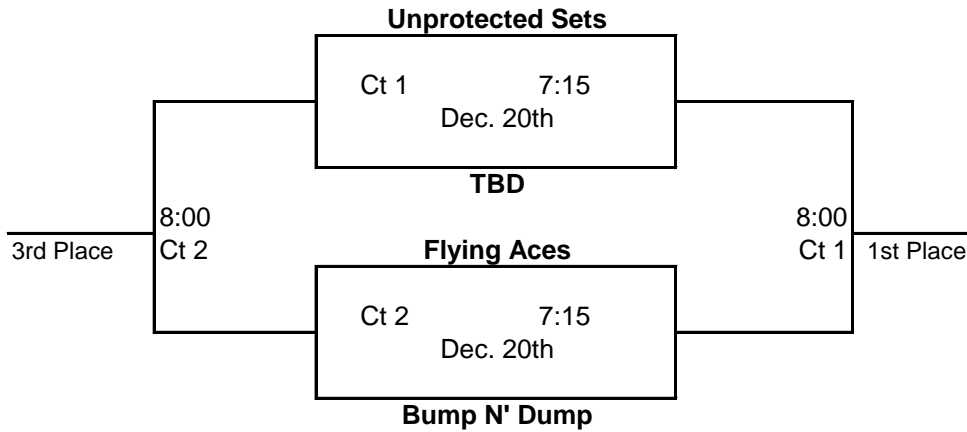 Unprotected Sets
Ct 1 7:15
Dec. 20th
TBD
8:00
Ct 2
3rd Place
8:00
Ct 1
1st Place
Flying Aces
Ct 2 7:15
Dec. 20th
Bump N' Dump